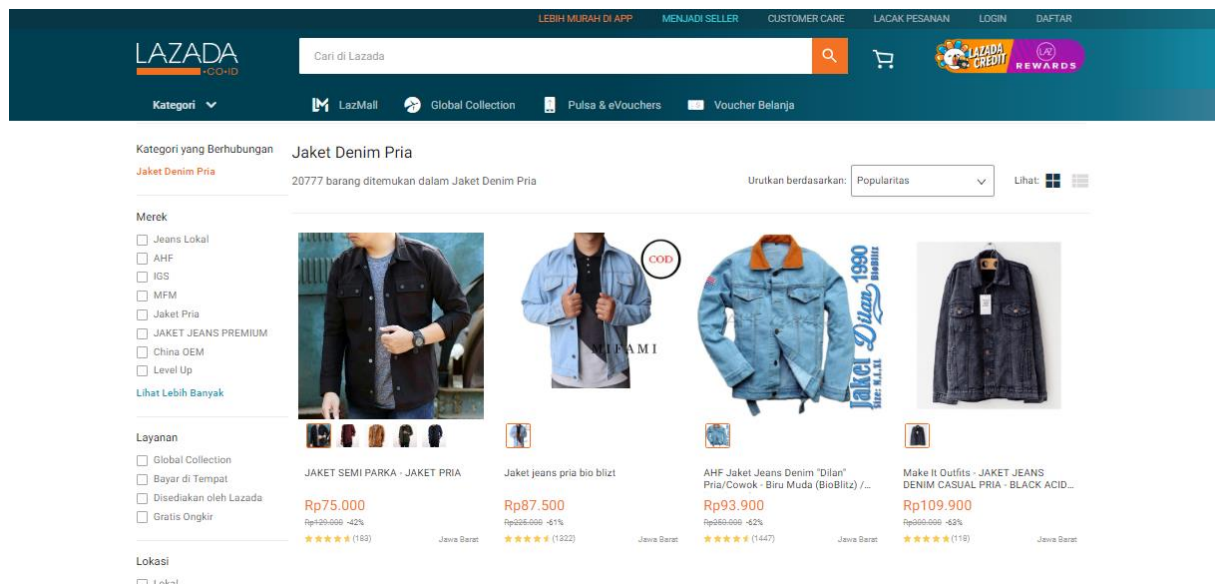 LEBIH MURAH DI APP MENJADI SELLER CUSTOMER CARE LACAK PESANAN LOGIN DAFTAR
LAZADA
•CO•ID
Cari di Lazada
LAZADA
CREDIT
REWARDS
Kategori LazMall Global Collection Pulsa & eVouchers Voucher Belanja
Kategori yang Berhubungan
Jaket Denim Pria
Merek
Jeans Lokal
AHF
IGS
MFM
Jaket Pria
JAKET JEANS PREMIUM
China OEM
Level Up
Lihat Lebih Banyak
Layanan
Global Collection
Bayar di Tempat
Disediakan oleh Lazada
Gratis Ongkir
Lokasi
Lokal
Jaket Denim Pria
20777 barang ditemukan dalam Jaket Denim Pria
Urutkan berdasarkan: Popularitas Lihat:
JAKET SEMI PARKA - JAKET PRIA
Rp75.000
Rp129.000 -42%
(183) Jawa Barat
COD
MIFAMI
Jaket jeans pria bio blizt
Rp87.500
Rp225.000 -61%
(1322) Jawa Barat
Jaket Dilan 1990
BioBlitz
Size: M.L.XL
AHF Jaket Jeans Denim "Dilan"
Pria/Cowok - Biru Muda (BioBlitz) /...
Rp93.900
Rp250.000 -62%
(1447) Jawa Barat
Make It Outfits - JAKET JEANS
DENIM CASUAL PRIA - BLACK ACID...
Rp109.900
Rp300.000 -63%
(118) Jawa Barat